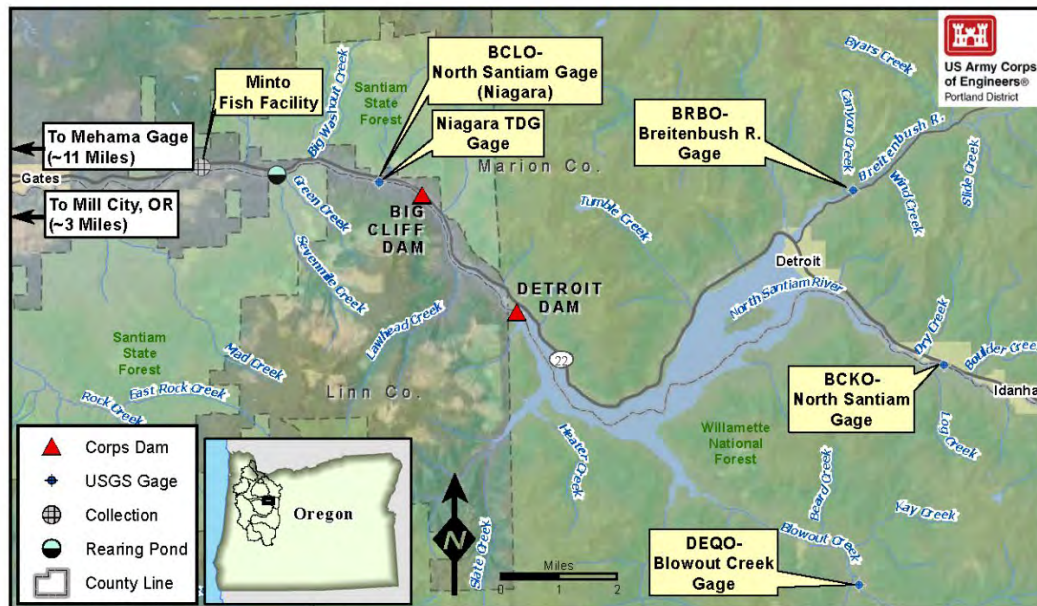 Byars Creek
US Army Corps
of Engineers®
Portland District
BCLO-
North Santiam Gage
(Niagara)
Minto
Fish Facility
Santiam
State
Forest
Big Washout Creek
Niagara TDG
Gage
BRBO-
Breitenbush R.
Gage
Canyon Creek
Breitenbush R.
Wind Creek
Slide Creek
To Mehama Gage
(~11 Miles)
Gates
To Mill City, OR
(~3 Miles)
Marion Co.
Green Creek
Sevenmile Creek
BIG
CLIFF
DAM
Tumble Creek
Detroit
DETROIT
DAM
North Santiam River
Lawhead Creek
Dry Creek
Boulder Creek
Santiam
State
Forest
Mad Creek
22
Idanha
East Rock Creek
Rock Creek
Linn Co.
BCKO-
North Santiam
Gage
Log Creek
Willamette
National
Forest
Heater Creek
Beard Creek
Kay Creek
Blowout Creek
Corps Dam
USGS Gage
Collection
Rearing Pond
County Line
Oregon
N
Slate Creek
Miles
0 1 2
DEQO-
Blowout Creek
Gage